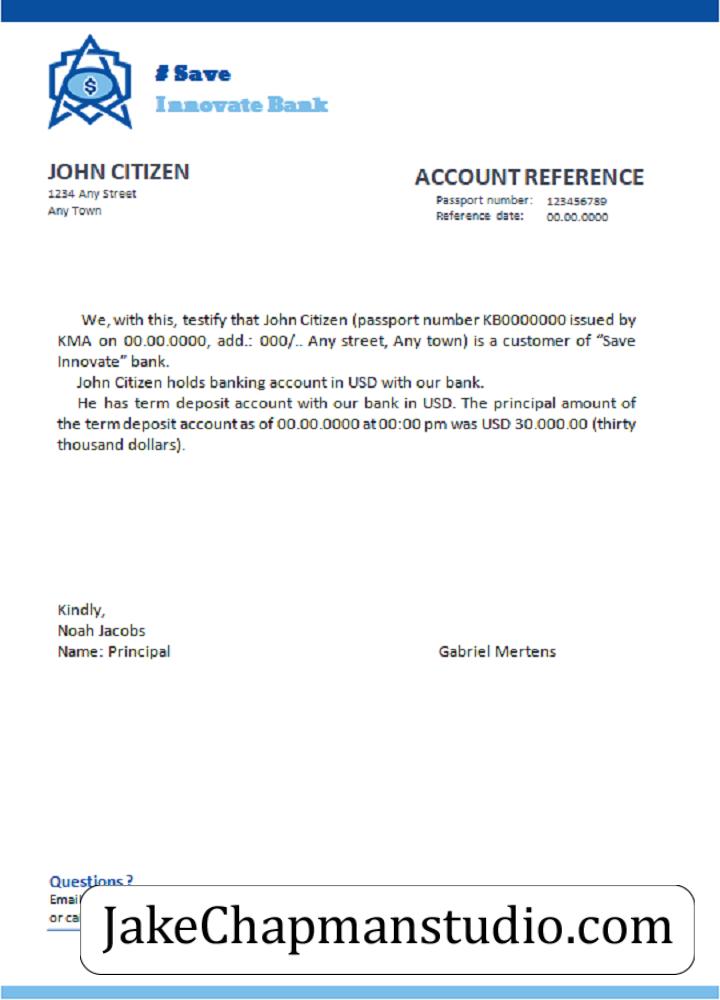 $
# Save
Innovate Bank
JOHN CITIZEN
1234 Any Street
Any Town
ACCOUNT REFERENCE
Passport number: 123456789
Reference date: 00.00.0000
We, with this, testify that John Citizen (passport number KB0000000 issued by
KMA on 00.00.0000, add.: 000/.. Any street, Any town) is a customer of “Save
Innovate” bank.
John Citizen holds banking account in USD with our bank.
He has term deposit account with our bank in USD. The principal amount of
the term deposit account as of 00.00.0000 at 00:00 pm was USD 30.000.00 (thirty
thousand dollars).
Kindly,
Noah Jacobs
Name: Principal
Gabriel Mertens
Questions?
or
JakeChapmanstudio.com